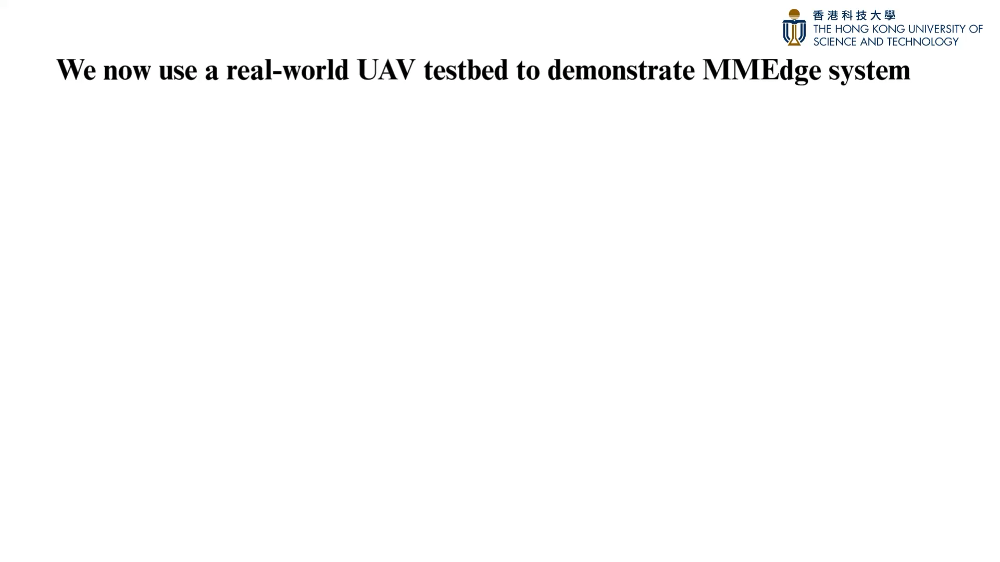 香港科技大學
THE HONG KONG UNIVERSITY OF
SCIENCE AND TECHNOLOGY
We now use a real-world UAV testbed to demonstrate MMEdge system